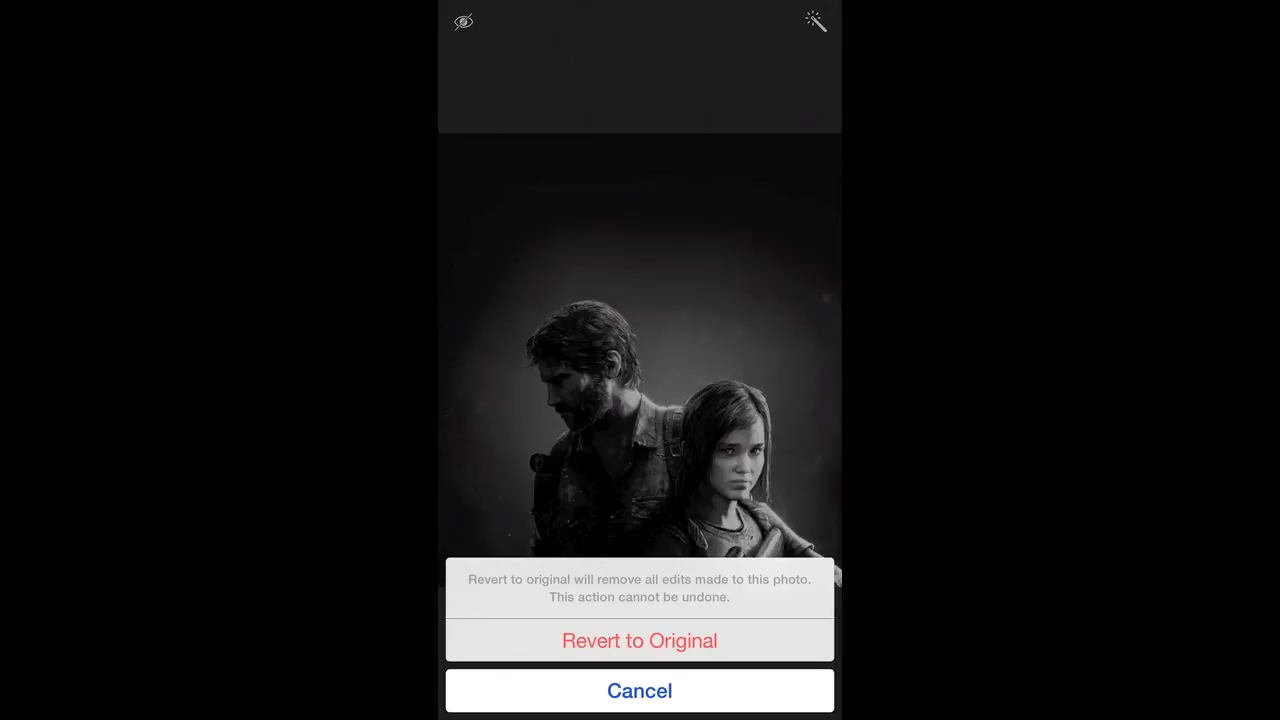 Revert to original will remove all edits made to this photo.
This action cannot be undone.
Revert to Original
Cancel